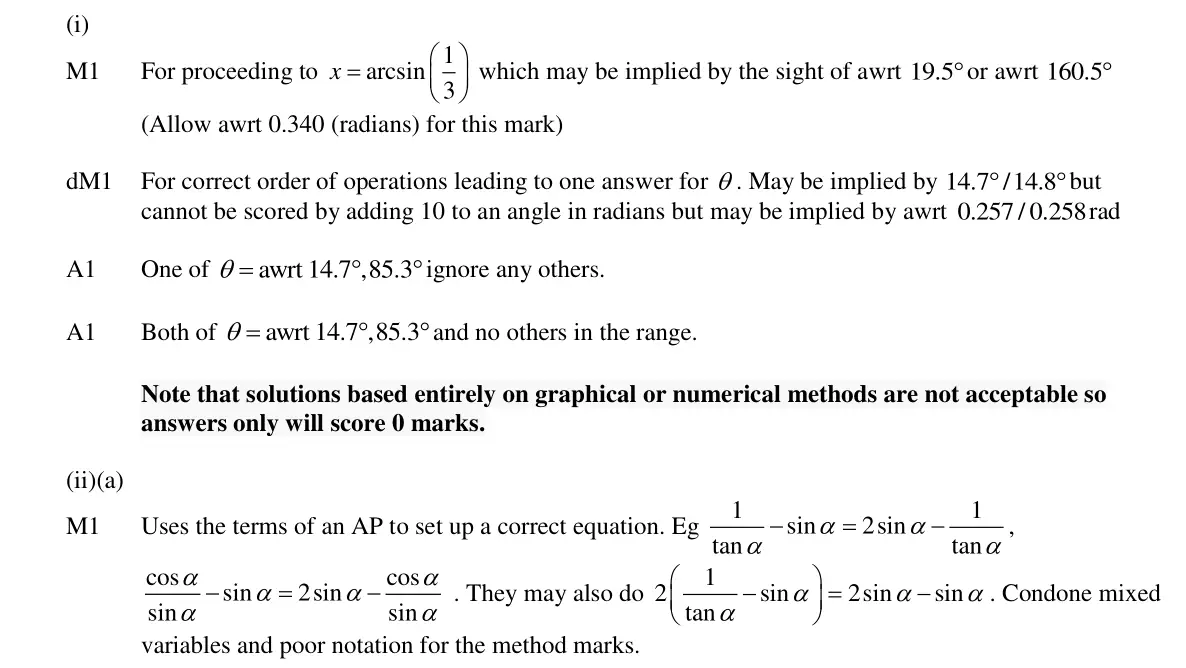 (i)
M1 For proceeding to x = arcsin(1/3) which may be implied by the sight of awrt 19.5° or awrt 160.5°
(Allow awrt 0.340 (radians) for this mark)
dM1 For correct order of operations leading to one answer for θ. May be implied by 14.7°/14.8° but
cannot be scored by adding 10 to an angle in radians but may be implied by awrt 0.257/0.258 rad
A1 One of θ = awrt 14.7°, 85.3° ignore any others.
A1 Both of θ = awrt 14.7°, 85.3° and no others in the range.
Note that solutions based entirely on graphical or numerical methods are not acceptable so
answers only will score 0 marks.
(ii)(a)
M1 Uses the terms of an AP to set up a correct equation. Eg 1/tan α − sin α = 2 sin α − 1/tan α,
cos α/sin α − sin α = 2 sin α − cos α/sin α . They may also do 2(1/tan α − sin α) = 2 sin α − sin α . Condone mixed
variables and poor notation for the method marks.